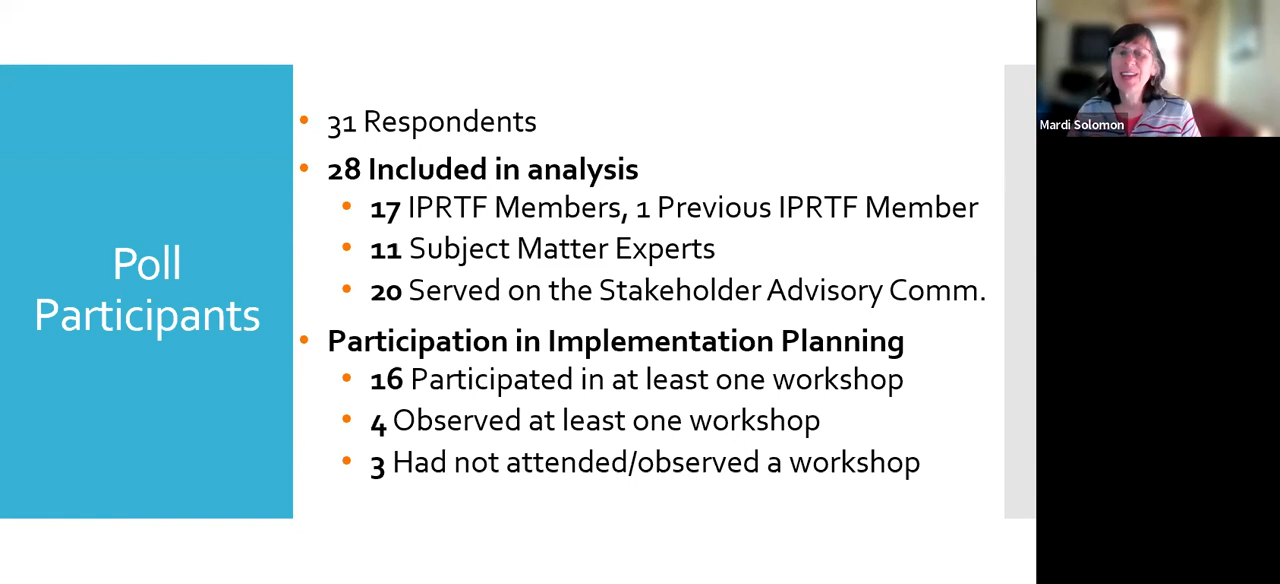 Poll
Participants
• 31 Respondents
• 28 Included in analysis
• 17 IPRTF Members, 1 Previous IPRTF Member
• 11 Subject Matter Experts
• 20 Served on the Stakeholder Advisory Comm.
• Participation in Implementation Planning
• 16 Participated in at least one workshop
• 4 Observed at least one workshop
• 3 Had not attended/observed a workshop
Mardi Solomon